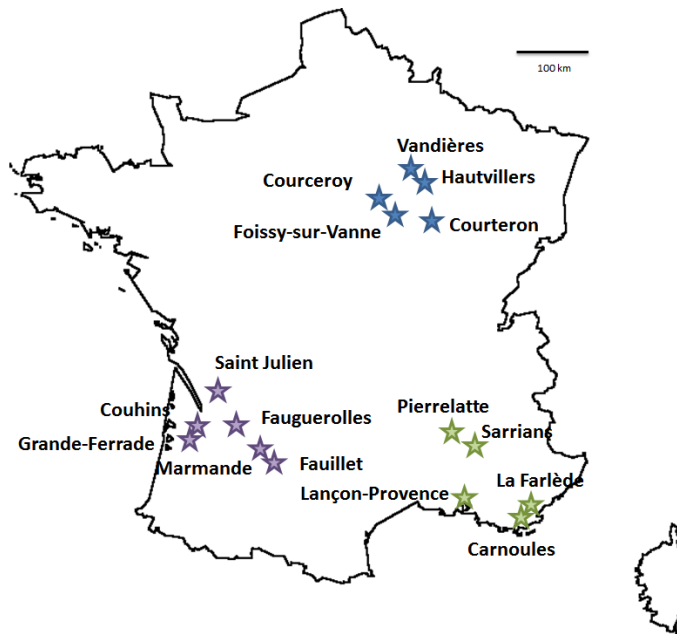 100 km
Vandières
Hautvillers
Courceroy
Foissy-sur-Vanne
Courteron
Saint Julien
Couhins
Fauguerolles
Grande-Ferrade
Marmande
Fauillet
Pierrelatte
Sarrians
Lançon-Provence
La Farlède
Carnoules